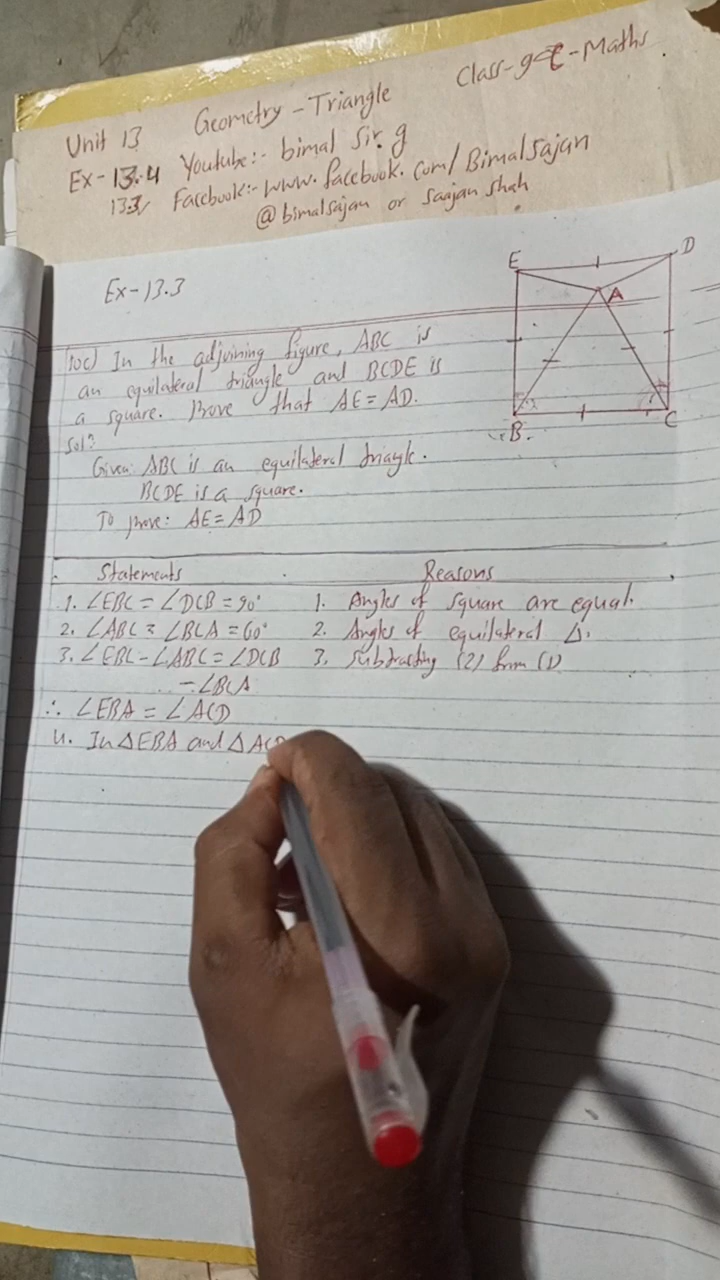 Class-9 & - Maths
Unit 13 Geometry - Triangle
Ex-13.4 Youtube:- bimal Sir g
13.3/ Facebook:- www.facebook.com/Bimalsajan
@bimalsajan or Saajan shah
Ex-13.3
E D
A
B. C
10c) In the adjoining figure, ABC is
an equilateral triangle and BCDE is
a square. Prove that AE = AD.
Sol?
Given: ABC is an equilateral triagle.
BCDE is a square.
To prove: AE = AD
Statements Reasons
1. ∠EBC = ∠DCB = 90° 1. Angles of square are equal.
2. ∠ABC = ∠BCA = 60° 2. Angles of equilateral Δ.
3. ∠EBC - ∠ABC = ∠DCB 3. Subtracting (2) from (1)
- ∠BCA
∴ ∠EBA = ∠ACD
4. In ΔEBA and ΔACD